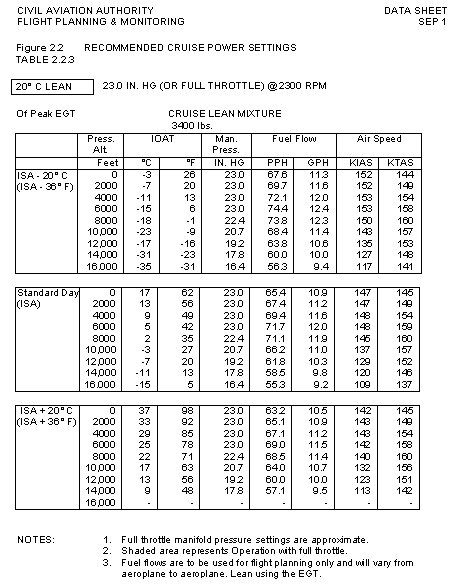 CIVIL AVIATION AUTHORITY DATA SHEET
FLIGHT PLANNING & MONITORING SEP 1
Figure 2.2 RECOMMENDED CRUISE POWER SETTINGS
TABLE 2.2.3
20° C LEAN 23.0 IN. HG (OR FULL THROTTLE) @ 2300 RPM
Of Peak EGT CRUISE LEAN MIXTURE
3400 lbs.
Press. IOAT Man. Fuel Flow Air Speed
Alt. Press.
Feet °C °F IN. HG PPH GPH KIAS KTAS
ISA - 20° C 0 -3 26 23.0 67.6 11.3 152 144
(ISA - 36° F) 2000 -7 20 23.0 69.7 11.6 152 149
4000 -11 13 23.0 72.1 12.0 153 154
6000 -15 6 23.0 74.4 12.4 153 158
8000 -18 -1 22.4 73.8 12.3 150 160
10,000 -23 -9 20.7 68.4 11.4 143 157
12,000 -17 -16 19.2 63.8 10.6 135 153
14,000 -31 -23 17.8 60.0 10.0 127 148
16,000 -35 -31 16.4 56.3 9.4 117 141
Standard Day 0 17 62 23.0 65.4 10.9 147 145
(ISA) 2000 13 56 23.0 67.4 11.2 147 149
4000 9 49 23.0 69.4 11.6 148 154
6000 5 42 23.0 71.7 12.0 148 159
8000 2 35 22.4 71.1 11.9 145 160
10,000 -3 27 20.7 66.2 11.0 137 157
12,000 -7 20 19.2 61.8 10.3 129 152
14,000 -11 13 17.8 58.5 9.8 120 146
16,000 -15 5 16.4 55.3 9.2 109 137
ISA + 20° C 0 37 98 23.0 63.2 10.5 142 145
(ISA + 36° F) 2000 33 92 23.0 65.1 10.9 143 149
4000 29 85 23.0 67.1 11.2 143 154
6000 25 78 23.0 69.0 11.5 142 158
8000 22 71 22.4 68.5 11.4 140 160
10,000 17 63 20.7 64.0 10.7 132 156
12,000 13 56 19.2 60.0 10.0 123 151
14,000 9 48 17.8 57.1 9.5 113 142
16,000 - - - - - - -
NOTES: 1. Full throttle manifold pressure settings are approximate.
2. Shaded area represents Operation with full throttle.
3. Fuel flows are to be used for flight planning only and will vary from
aeroplane to aeroplane. Lean using the EGT.